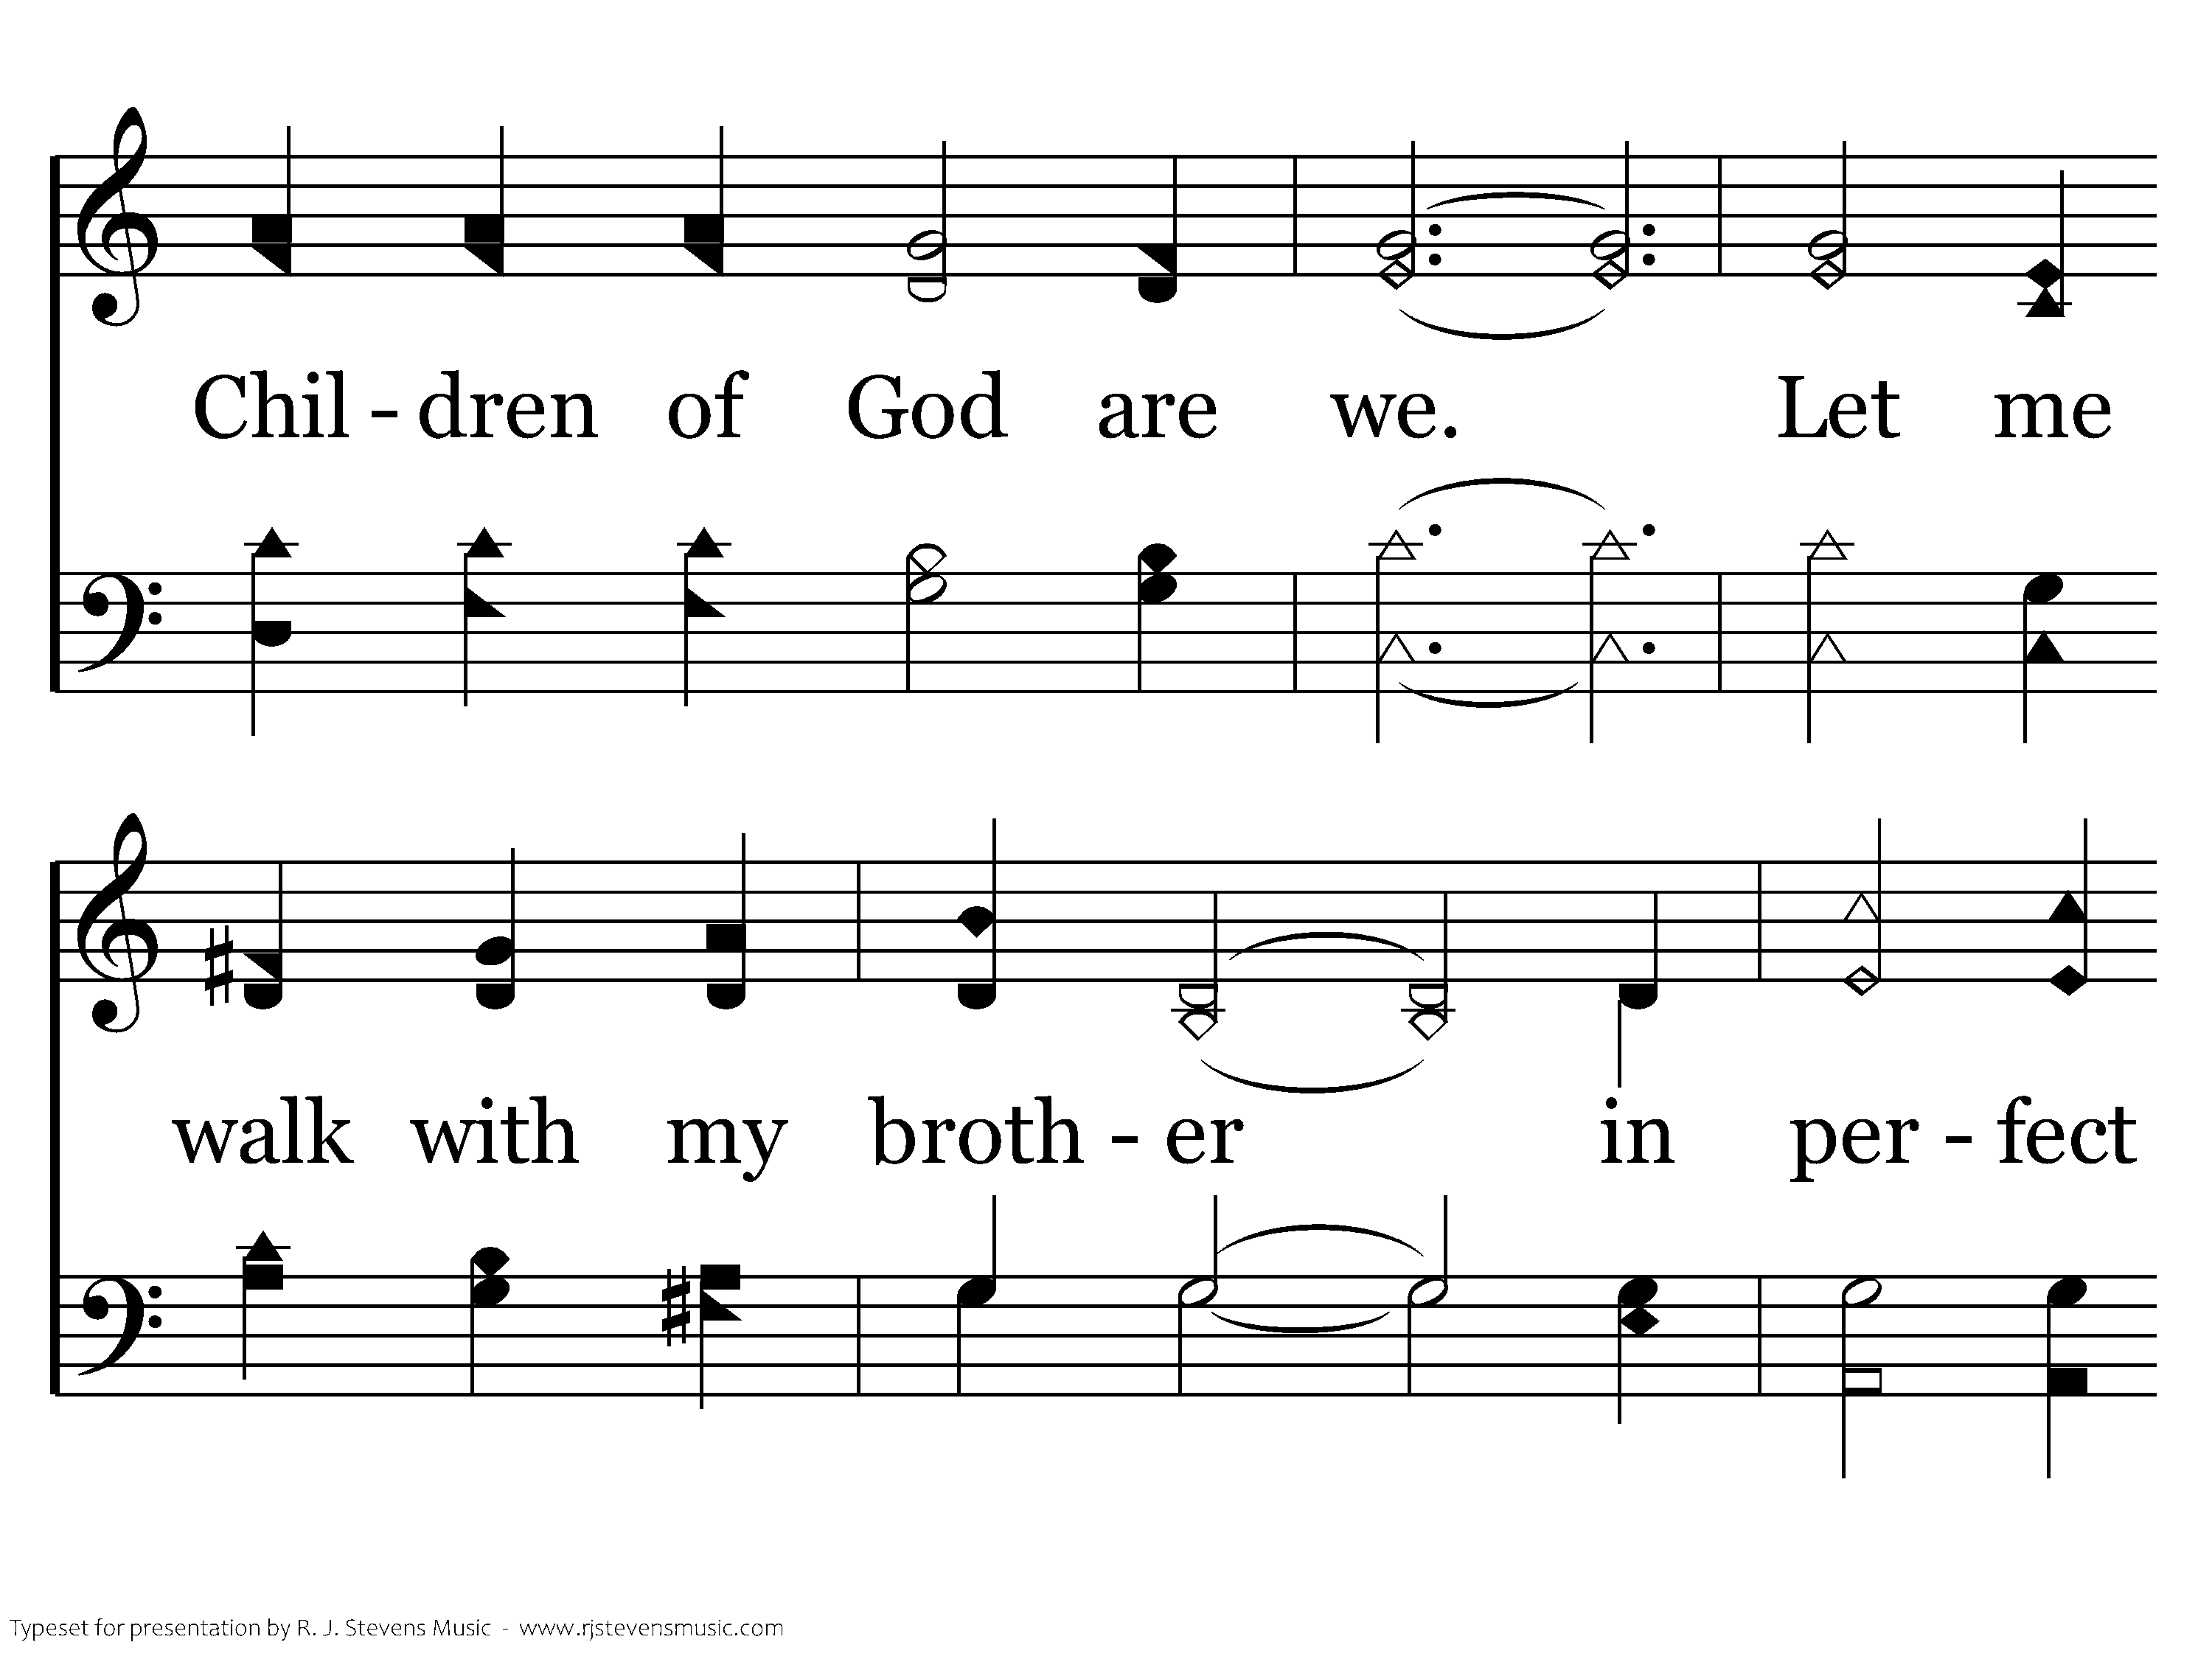 Chil - dren of God are we. Let me
walk with my broth - er in per - fect
Typeset for presentation by R. J. Stevens Music - www.rjstevensmusic.com